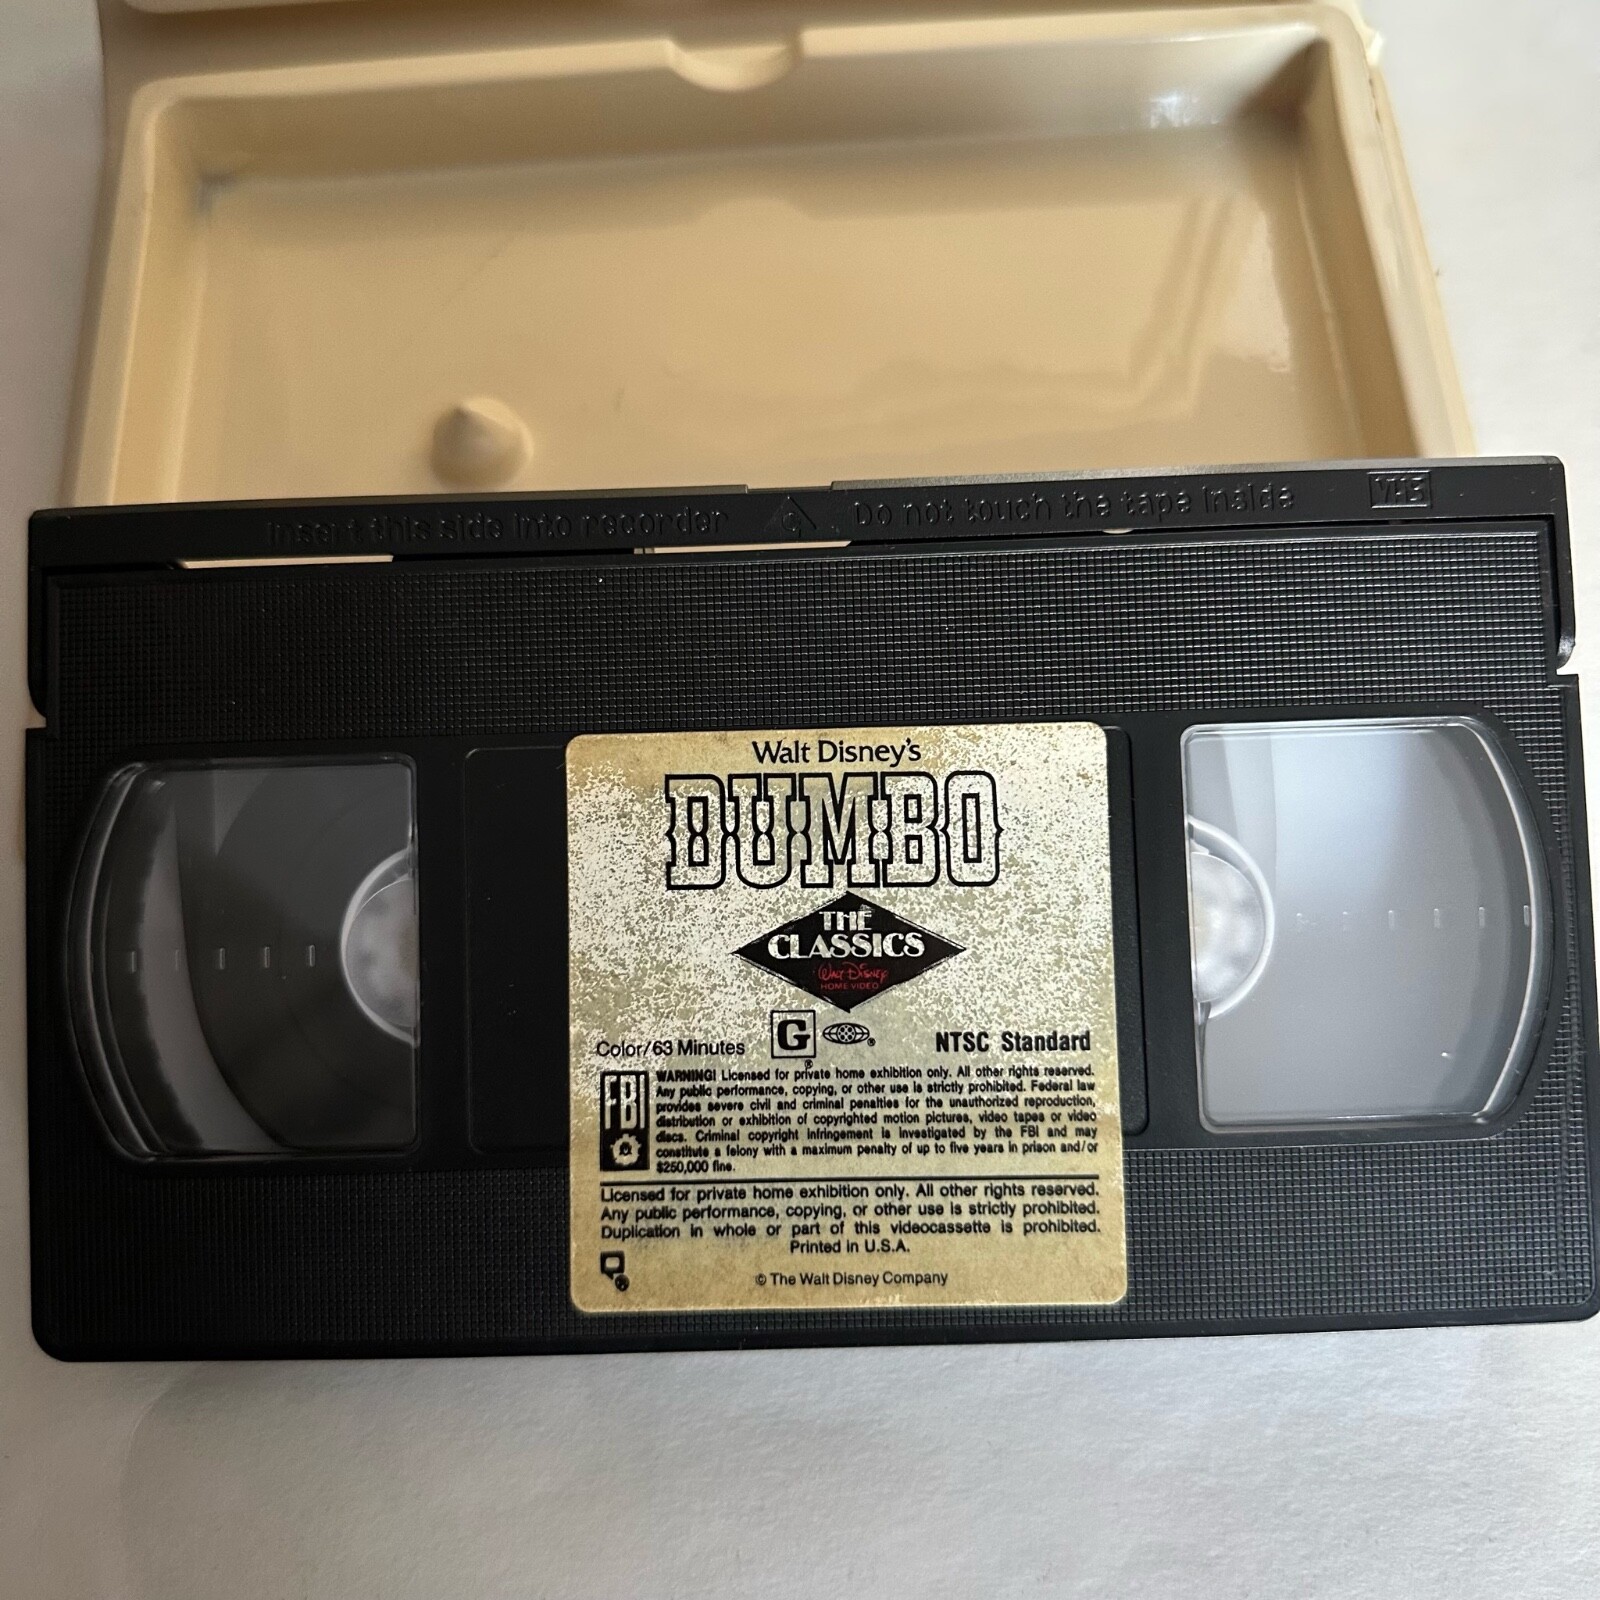 Insert this side into recorder Do not touch the tape inside VHS
Walt Disney's
DUMBO
THE
CLASSICS
Walt Disney
HOME VIDEO
Color/63 Minutes G ® NTSC Standard
FBI
WARNING! Licensed for private home exhibition only. All other rights reserved.
Any public performance, copying, or other use is strictly prohibited. Federal law
provides severe civil and criminal penalties for the unauthorized reproduction,
distribution or exhibition of copyrighted motion pictures, video tapes or video
discs. Criminal copyright infringement is investigated by the FBI and may
constitute a felony with a maximum penalty of up to five years in prison and/or
$250,000 fine.
Licensed for private home exhibition only. All other rights reserved.
Any public performance, copying, or other use is strictly prohibited.
Duplication in whole or part of this videocassette is prohibited.
Printed in U.S.A.
© The Walt Disney Company